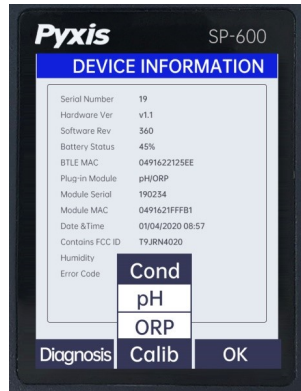 Pyxis SP-600
DEVICE INFORMATION
Serial Number 19
Hardware Ver v1.1
Software Rev 360
Battery Status 45%
BTLE MAC 0491622125EE
Plug-in Module pH/ORP
Module Serial 190234
Module MAC 0491621FFFB1
Date &Time 01/04/2020 08:57
Contains FCC ID T9JRN4020
Humidity
Error Code
Cond
pH
ORP
Diagnosis Calib OK